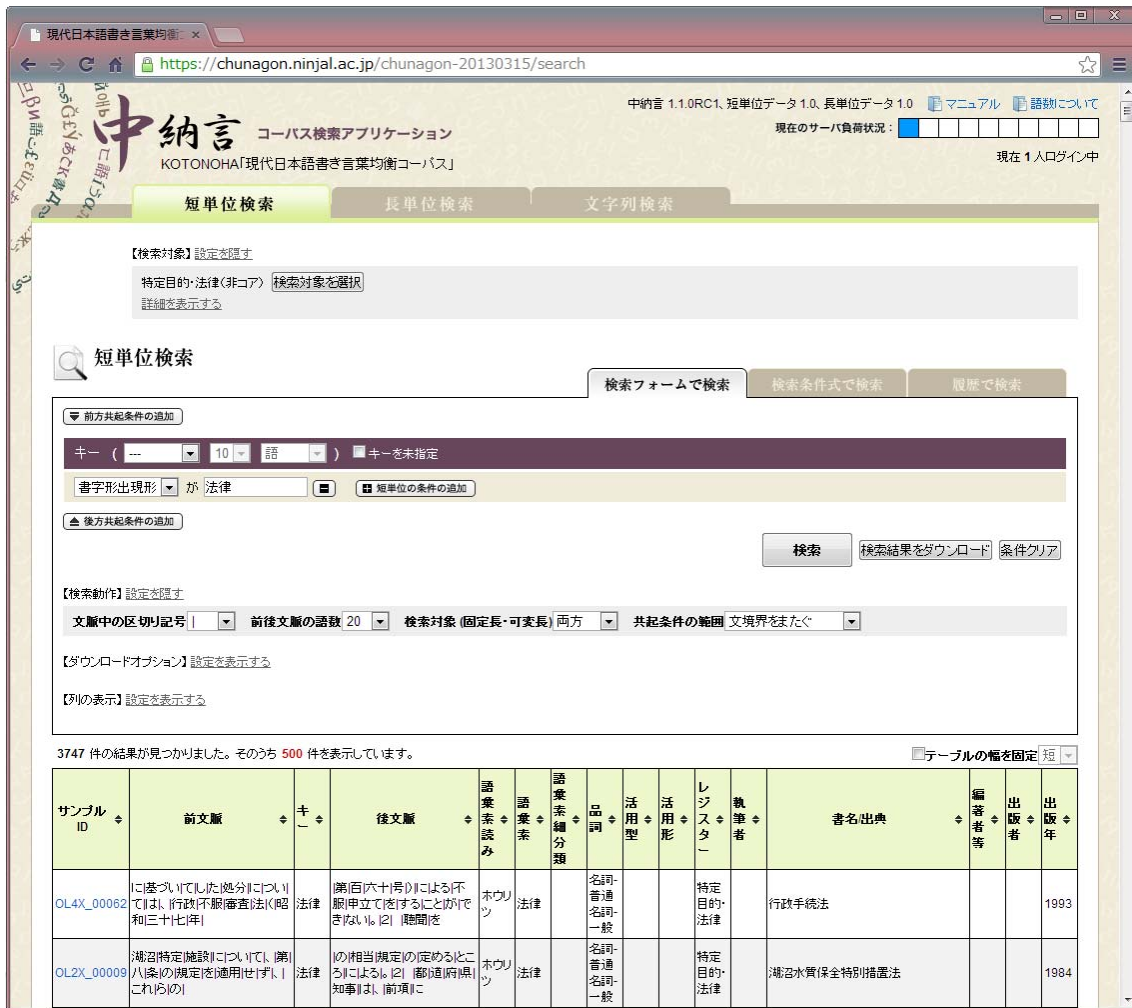 現代日本語書き言葉均衡
https://chunagon.ninjal.ac.jp/chunagon-20130315/search
中納言 1.1.0RC1、短単位データ 1.0、長単位データ 1.0 マニュアル 語数について
中納言 コーパス検索アプリケーション
現在のサーバ負荷状況：
KOTONOHA「現代日本語書き言葉均衡コーパス」
現在 1 人ログイン中
短単位検索 長単位検索 文字列検索
【検索対象】 設定を隠す
特定目的・法律（非コア） 検索対象を選択
詳細を表示する
短単位検索
検索フォームで検索 検索条件式で検索 履歴で検索
前方共起条件の追加
キー ( --- 10 語 ) キーを未指定
書字形出現形 が 法律 短単位の条件の追加
後方共起条件の追加
検索 検索結果をダウンロード 条件クリア
【検索動作】 設定を隠す
文脈中の区切り記号 | 前後文脈の語数 20 検索対象（固定長・可変長） 両方 共起条件の範囲 文境界をまたぐ
【ダウンロードオプション】 設定を表示する
【列の表示】 設定を表示する
3747 件の結果が見つかりました。そのうち 500 件を表示しています。 テーブルの幅を固定 短
サンプル ID 前文脈 キー 後文脈 語彙素読み 語彙素 語彙素細分類 品詞 活用型 活用形 レジスター 執筆者 書名/出典 編著者等 出版者 出版年
OL4X_00062
に|基づい|て|し|た|処分|に|つい
て|は|、|行政|不服|審査|法|(|昭
和|三十|七|年|
法律
|第|百|六十|号|)|に|よる|不
服|申立て|を|する|こと|が|で
き|ない|。|2| |聴聞|を
ホウリツ
法律
名詞-普通名詞-一般
特定目的・法律
行政手続法
1993
OL2X_00009
湖沼|特定|施設|に|つい|て|、|第
八|条|の|規定|を|適用|せ|ず|、|
これ|ら|の|
法律
|の|相当|規定|の|定める|とこ
ろ|に|よる|。|2| |都|道|府|県|
知事|は|、|前項|に
ホウリツ
法律
名詞-普通名詞-一般
特定目的・法律
湖沼水質保全特別措置法
1984